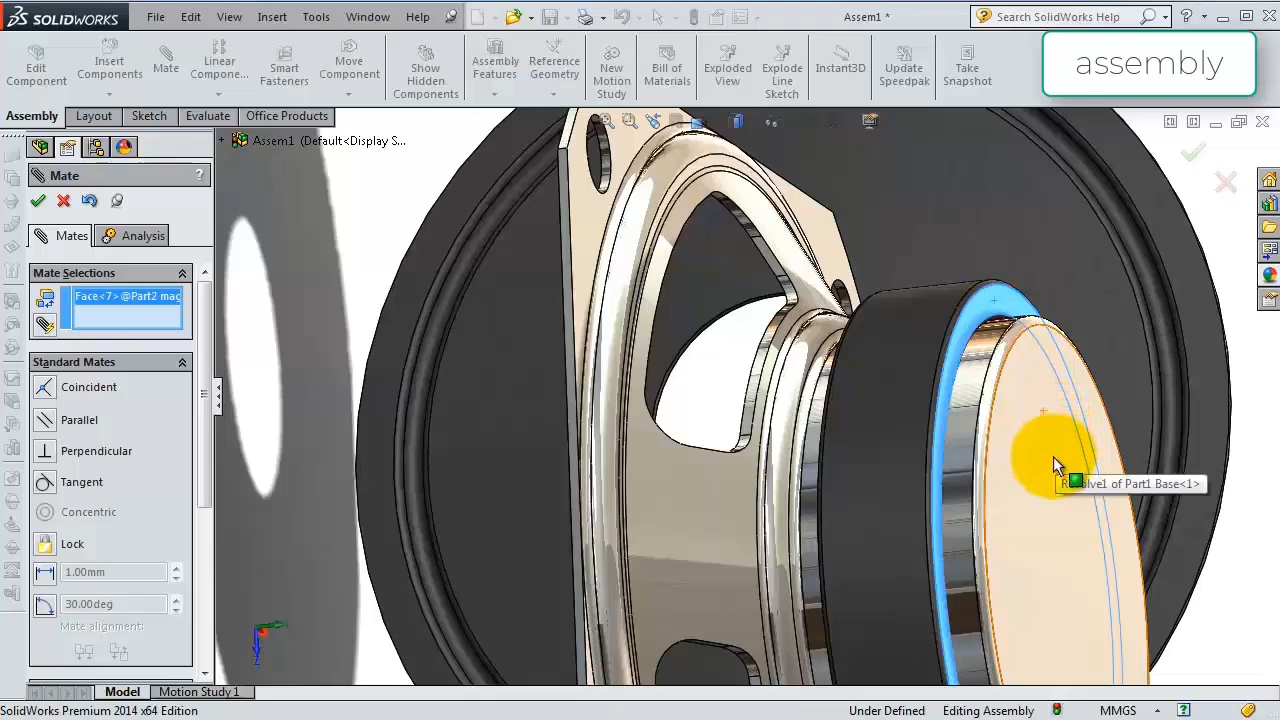 SOLIDWORKS
File Edit View Insert Tools Window Help
Assem1 *
Search SolidWorks Help
assembly
Edit Component
Insert Components
Mate
Linear Compone...
Smart Fasteners
Move Component
Show Hidden Components
Assembly Features
Reference Geometry
New Motion Study
Bill of Materials
Exploded View
Explode Line Sketch
Instant3D
Update Speedpak
Take Snapshot
Assembly Layout Sketch Evaluate Office Products
Assem1 (Default<Display S...
Mate ?
Mates Analysis
Mate Selections
Face<7>@Part2 mag
Standard Mates
Coincident
Parallel
Perpendicular
Tangent
Concentric
Lock
1.00mm
30.00deg
Mate alignment:
Revolve1 of Part1 Base<1>
Z
Model Motion Study 1
SolidWorks Premium 2014 x64 Edition
Under Defined Editing Assembly MMGS